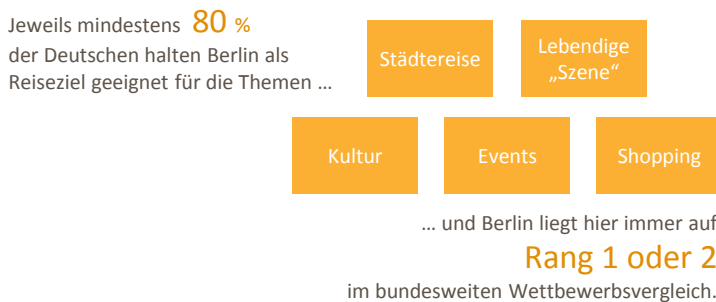 Jeweils mindestens 80 %
der Deutschen halten Berlin als
Reiseziel geeignet für die Themen …
Städtereise
Lebendige
„Szene“
Kultur
Events
Shopping
… und Berlin liegt hier immer auf
Rang 1 oder 2
im bundesweiten Wettbewerbsvergleich.